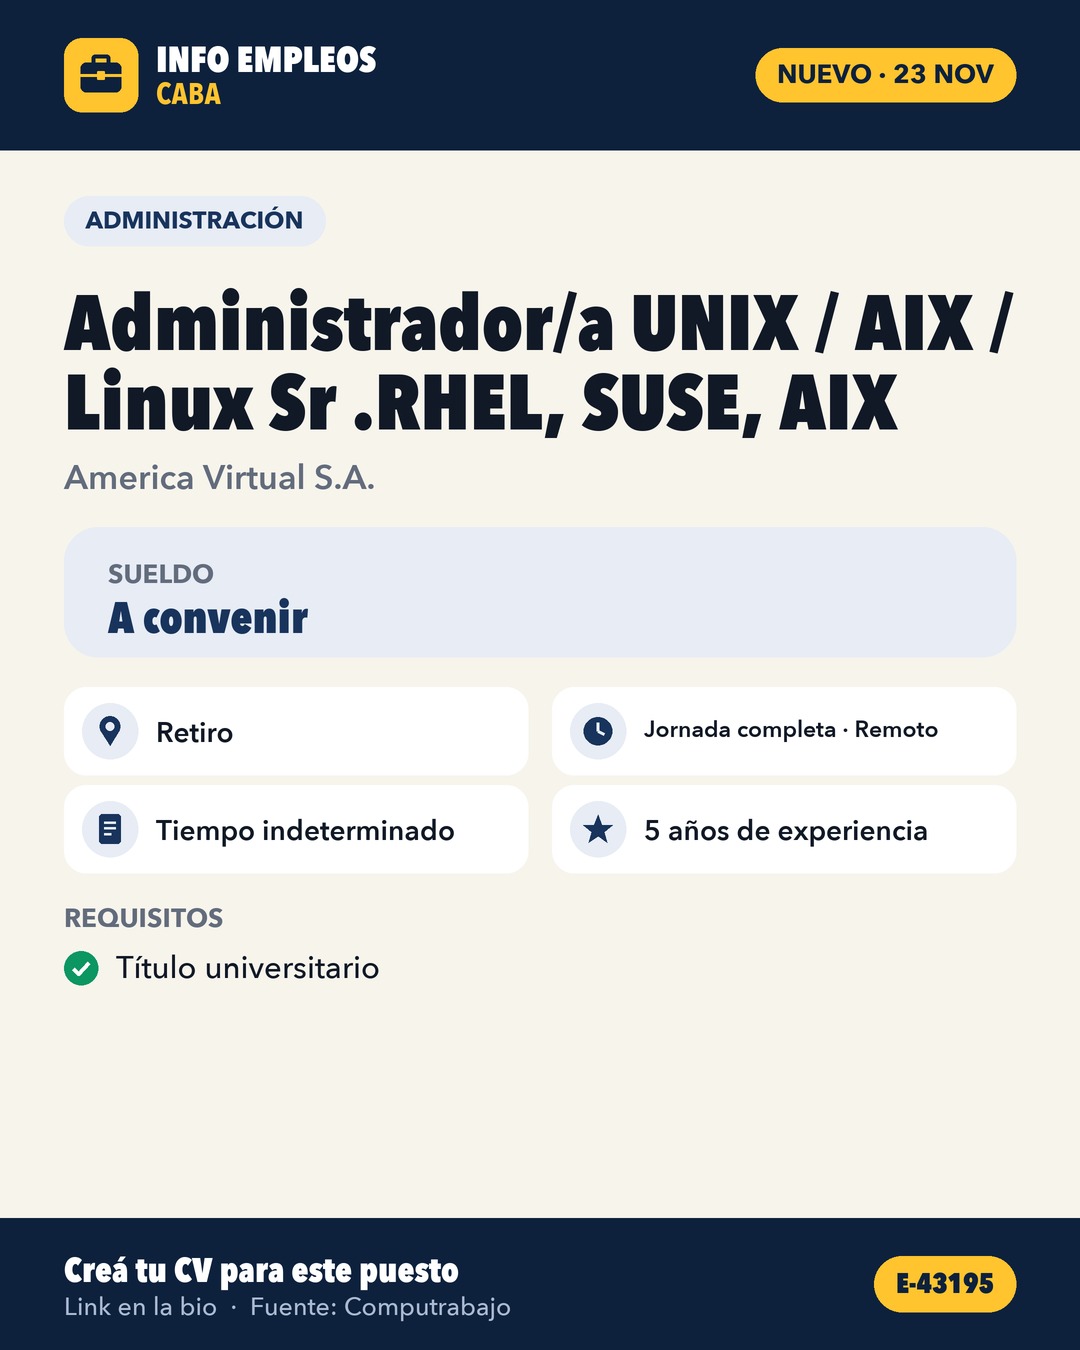 INFO EMPLEOS
CABA
NUEVO · 23 NOV
ADMINISTRACIÓN
Administrador/a UNIX / AIX /
Linux Sr .RHEL, SUSE, AIX
America Virtual S.A.
SUELDO
A convenir
Retiro
Jornada completa · Remoto
Tiempo indeterminado
5 años de experiencia
REQUISITOS
Título universitario
Creá tu CV para este puesto
Link en la bio · Fuente: Computrabajo
E-43195